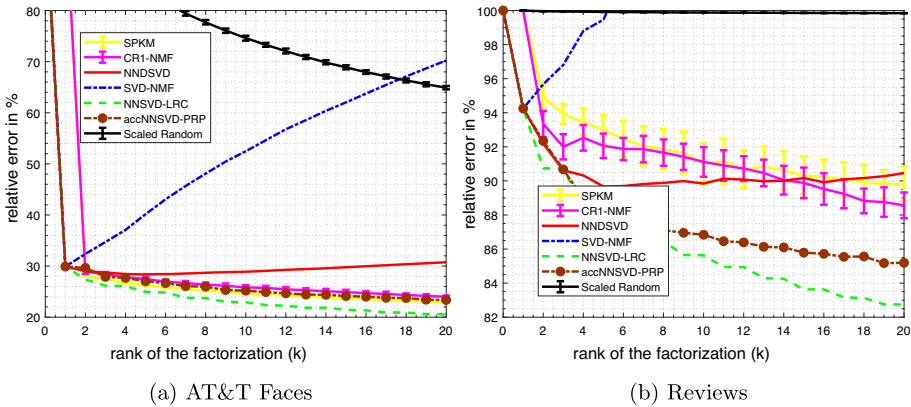 80
70
60
50
40
30
20
relative error in %
SPKM
CR1-NMF
NNDSVD
SVD-NMF
NNSVD-LRC
accNNSVD-PRP
Scaled Random
0 2 4 6 8 10 12 14 16 18 20
rank of the factorization (k)
(a) AT&T Faces
100
98
96
94
92
90
88
86
84
82
relative error in %
SPKM
CR1-NMF
NNDSVD
SVD-NMF
NNSVD-LRC
accNNSVD-PRP
Scaled Random
0 2 4 6 8 10 12 14 16 18 20
rank of the factorization (k)
(b) Reviews